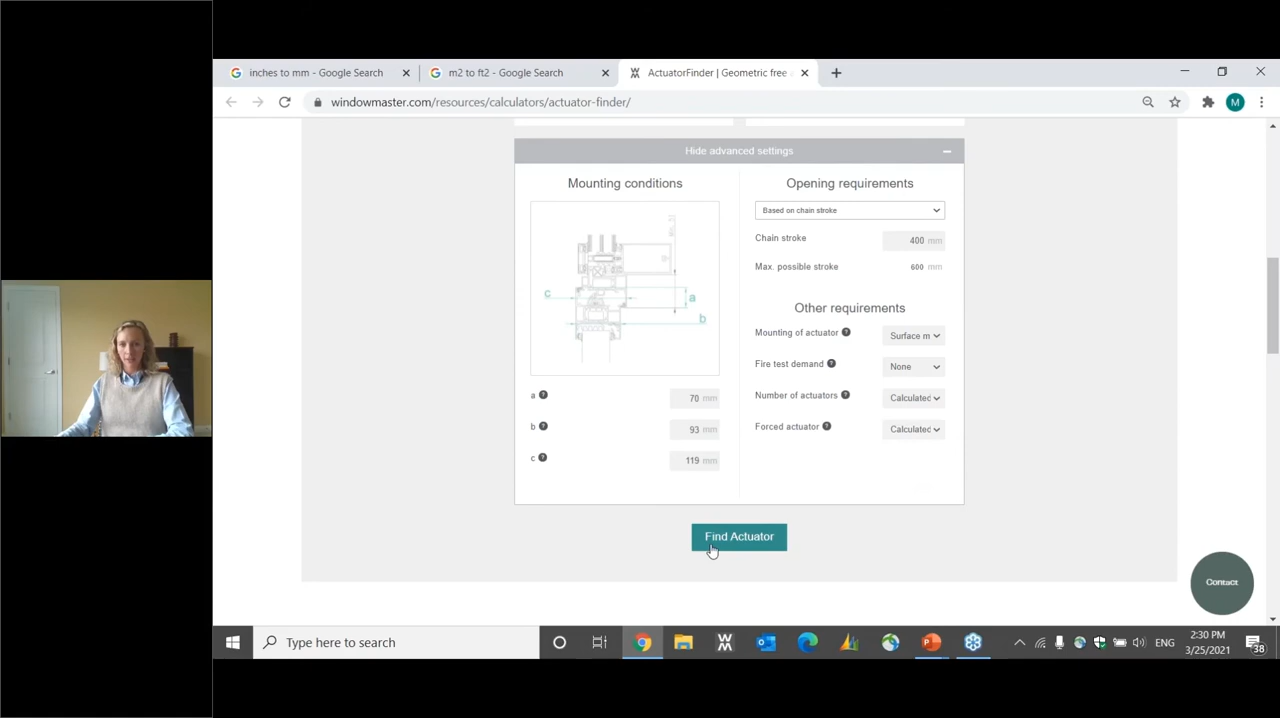 inches to mm - Google Search
m2 to ft2 - Google Search
ActuatorFinder | Geometric free
windowmaster.com/resources/calculators/actuator-finder/
M
Hide advanced settings
Mounting conditions
Opening requirements
Based on chain stroke
Chain stroke
400 mm
Max. possible stroke
600 mm
c
a
b
Other requirements
Mounting of actuator ?
Surface m
Fire test demand ?
None
Number of actuators ?
Calculated
Forced actuator ?
Calculated
a ?
70 mm
b ?
93 mm
c ?
119 mm
Find Actuator
Contact
Type here to search
ENG
2:30 PM
3/25/2021
38